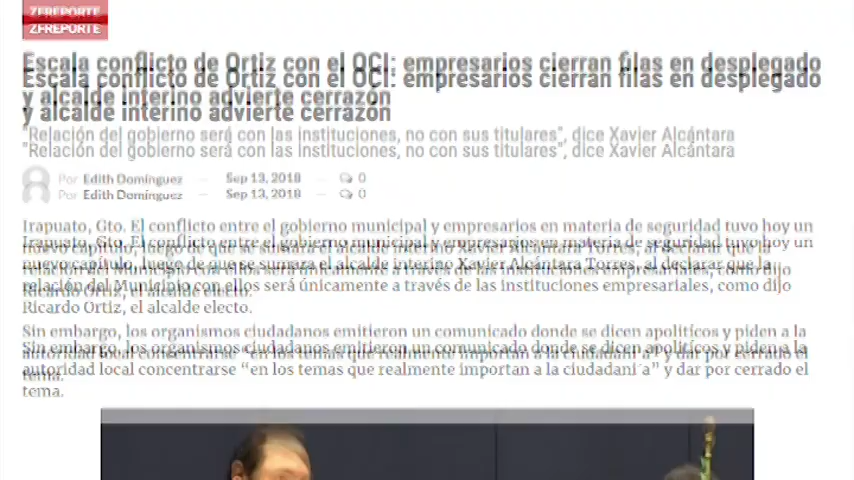 ZFREPORTE
Escala conflicto de Ortiz con el OCI: empresarios cierran filas en desplegado
y alcalde interino advierte cerrazón
"Relación del gobierno será con las instituciones, no con sus titulares", dice Xavier Alcántara
Por Edith Domínguez — Sep 13, 2018 — 0
Irapuato, Gto. El conflicto entre el gobierno municipal y empresarios en materia de seguridad tuvo hoy un
nuevo capítulo, luego de que se sumara el alcalde interino Xavier Alcántara Torres, al declarar que la
relación del Municipio con ellos será únicamente a través de las instituciones empresariales, como dijo
Ricardo Ortiz, el alcalde electo.
Sin embargo, los organismos ciudadanos emitieron un comunicado donde se dicen apolíticos y piden a la
autoridad local concentrarse “en los temas que realmente importan a la ciudadani´a” y dar por cerrado el
tema.